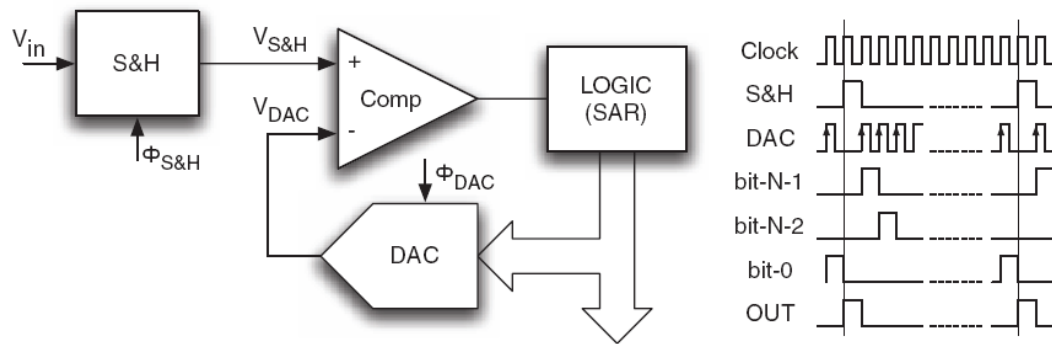 V_in
S&H
Φ_S&H
V_S&H
V_DAC
+
Comp
-
LOGIC
(SAR)
Φ_DAC
DAC
Clock
S&H
DAC
bit-N-1
bit-N-2
bit-0
OUT